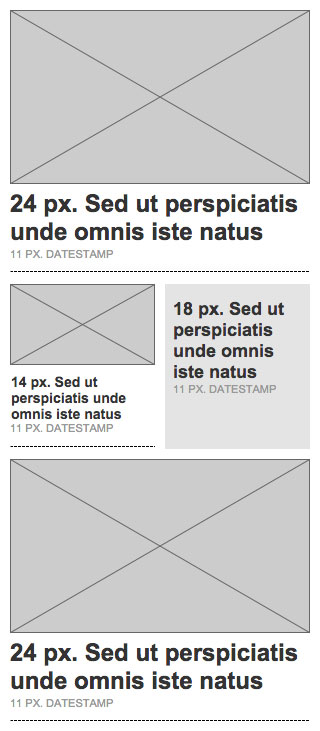 24 px. Sed ut perspiciatis
unde omnis iste natus
11 PX. DATESTAMP
14 px. Sed ut
perspiciatis unde
omnis iste natus
11 PX. DATESTAMP
18 px. Sed ut
perspiciatis
unde omnis
iste natus
11 PX. DATESTAMP
24 px. Sed ut perspiciatis
unde omnis iste natus
11 PX. DATESTAMP